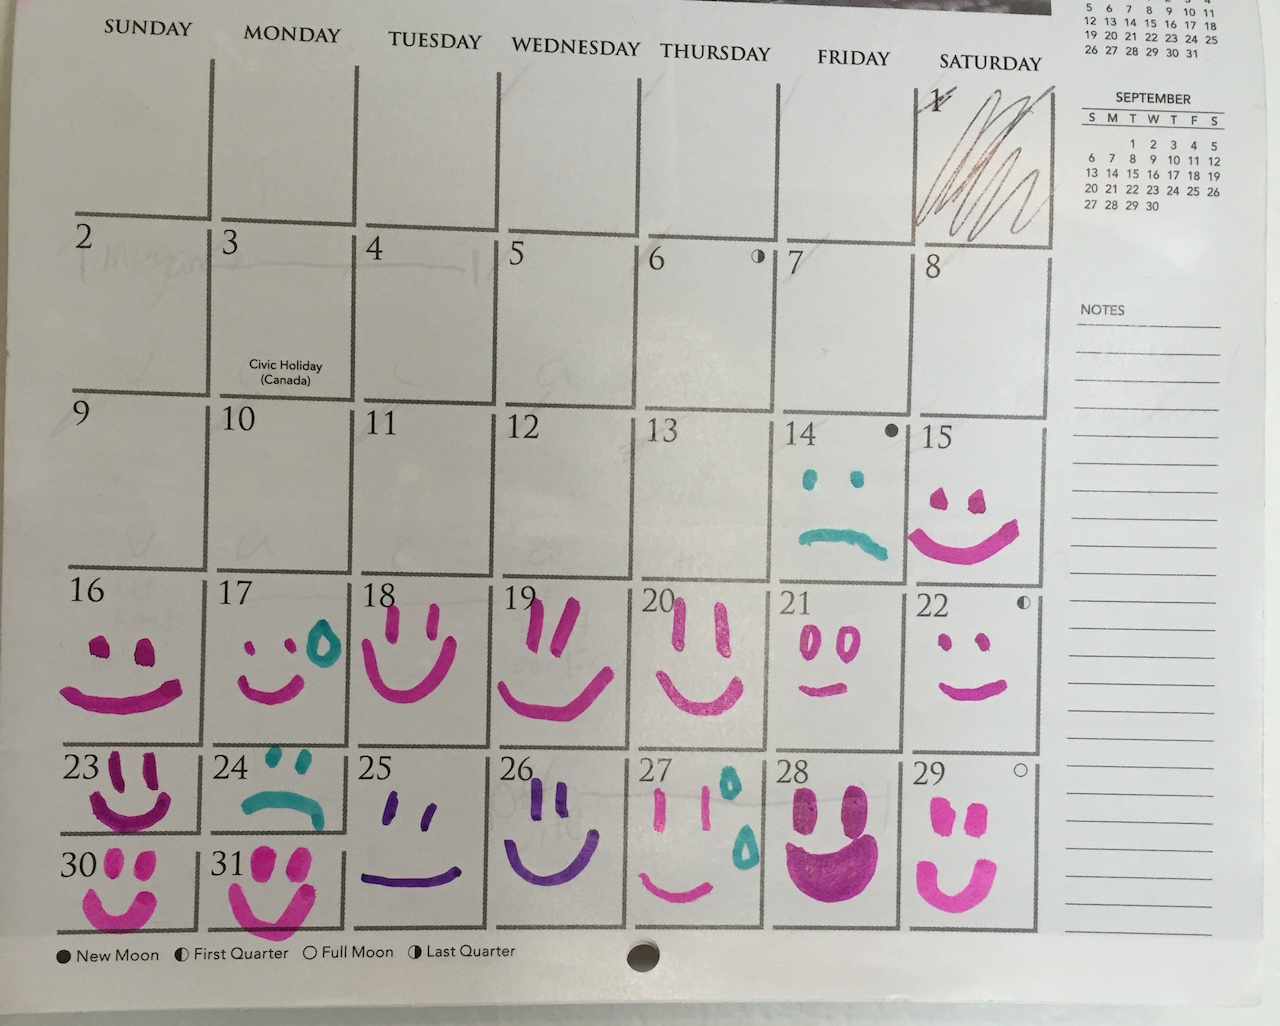 SUNDAY MONDAY TUESDAY WEDNESDAY THURSDAY FRIDAY SATURDAY
1
2 3 4 5 6 7 8
Civic Holiday
(Canada)
9 10 11 12 13 14 15
16 17 18 19 20 21 22
23 24 25 26 27 28 29
30 31
New Moon First Quarter Full Moon Last Quarter
5 6 7 8 9 10 11
12 13 14 15 16 17 18
19 20 21 22 23 24 25
26 27 28 29 30 31
SEPTEMBER
S M T W T F S
1 2 3 4 5
6 7 8 9 10 11 12
13 14 15 16 17 18 19
20 21 22 23 24 25 26
27 28 29 30
NOTES